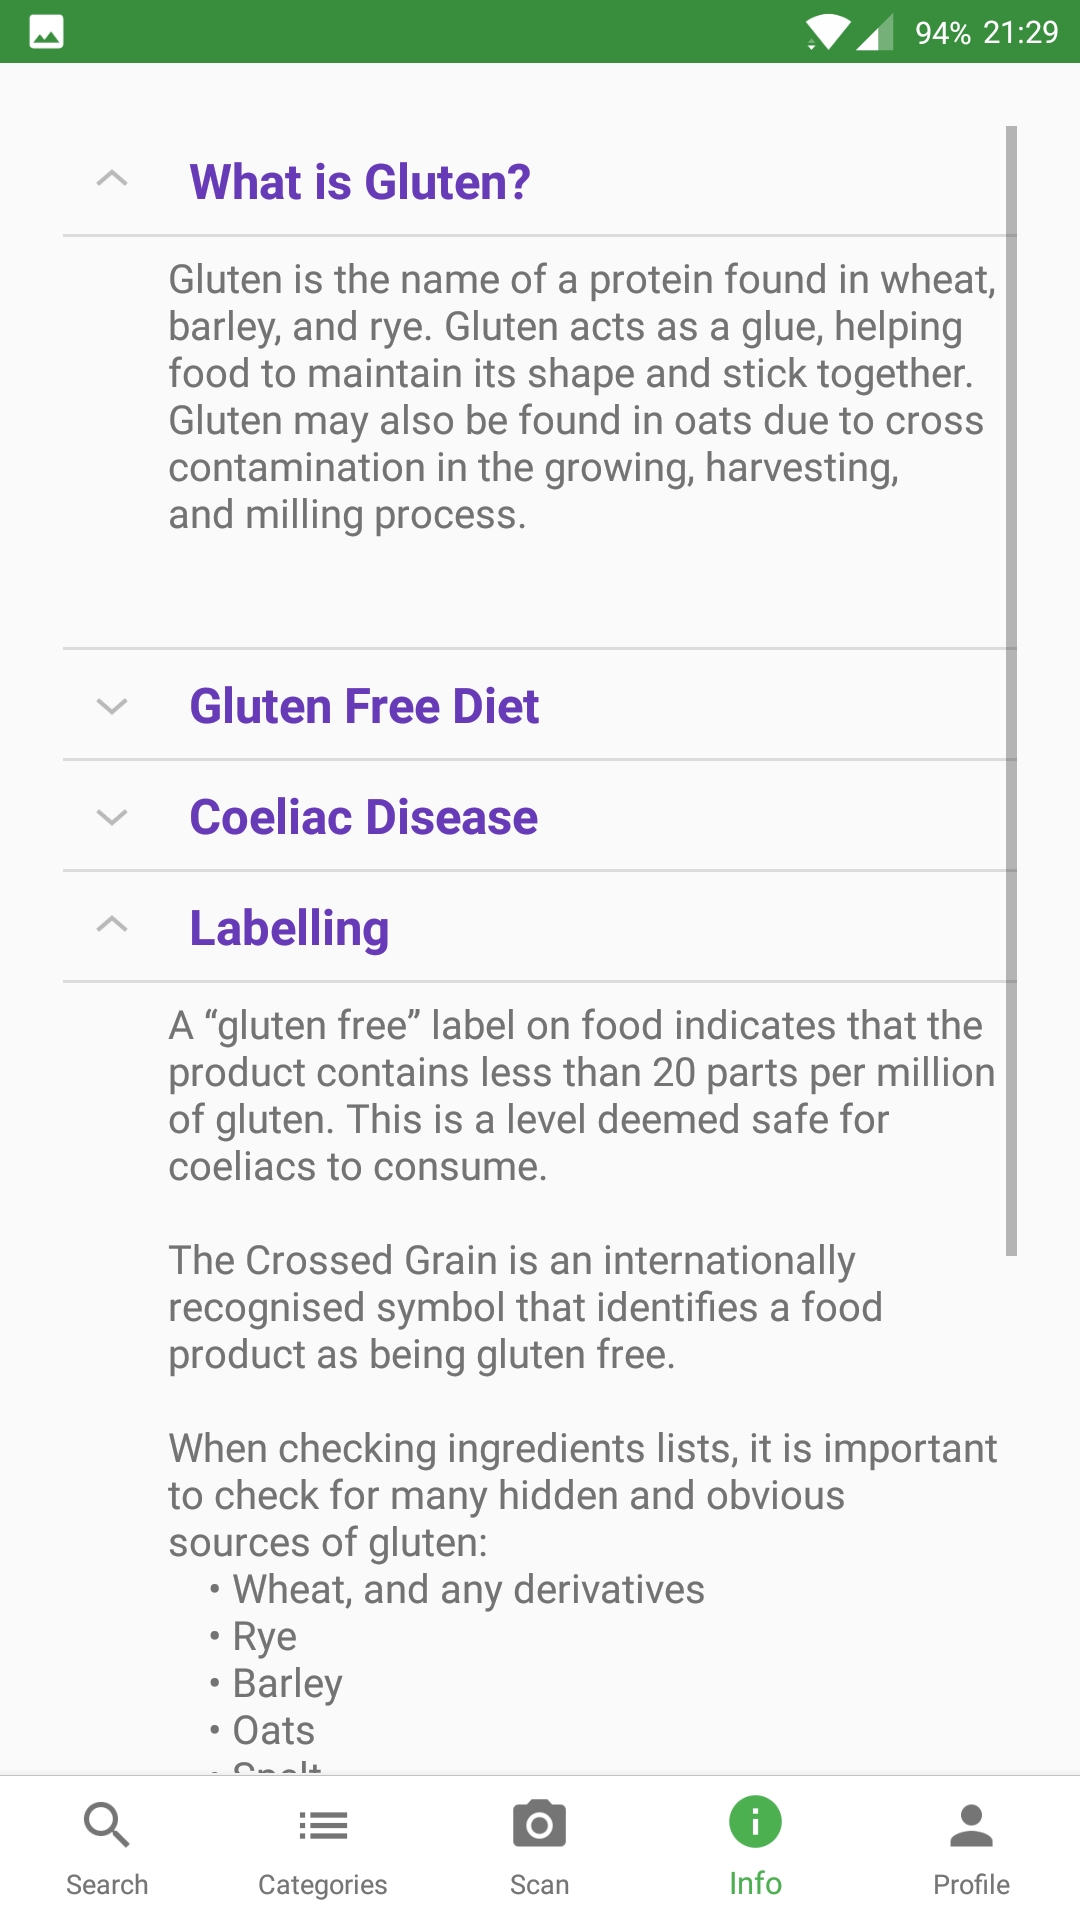 94% 21:29
What is Gluten?
Gluten is the name of a protein found in wheat,
barley, and rye. Gluten acts as a glue, helping
food to maintain its shape and stick together.
Gluten may also be found in oats due to cross
contamination in the growing, harvesting,
and milling process.
Gluten Free Diet
Coeliac Disease
Labelling
A “gluten free” label on food indicates that the
product contains less than 20 parts per million
of gluten. This is a level deemed safe for
coeliacs to consume.
The Crossed Grain is an internationally
recognised symbol that identifies a food
product as being gluten free.
When checking ingredients lists, it is important
to check for many hidden and obvious
sources of gluten:
• Wheat, and any derivatives
• Rye
• Barley
• Oats
• Spelt
Search
Categories
Scan
Info
Profile